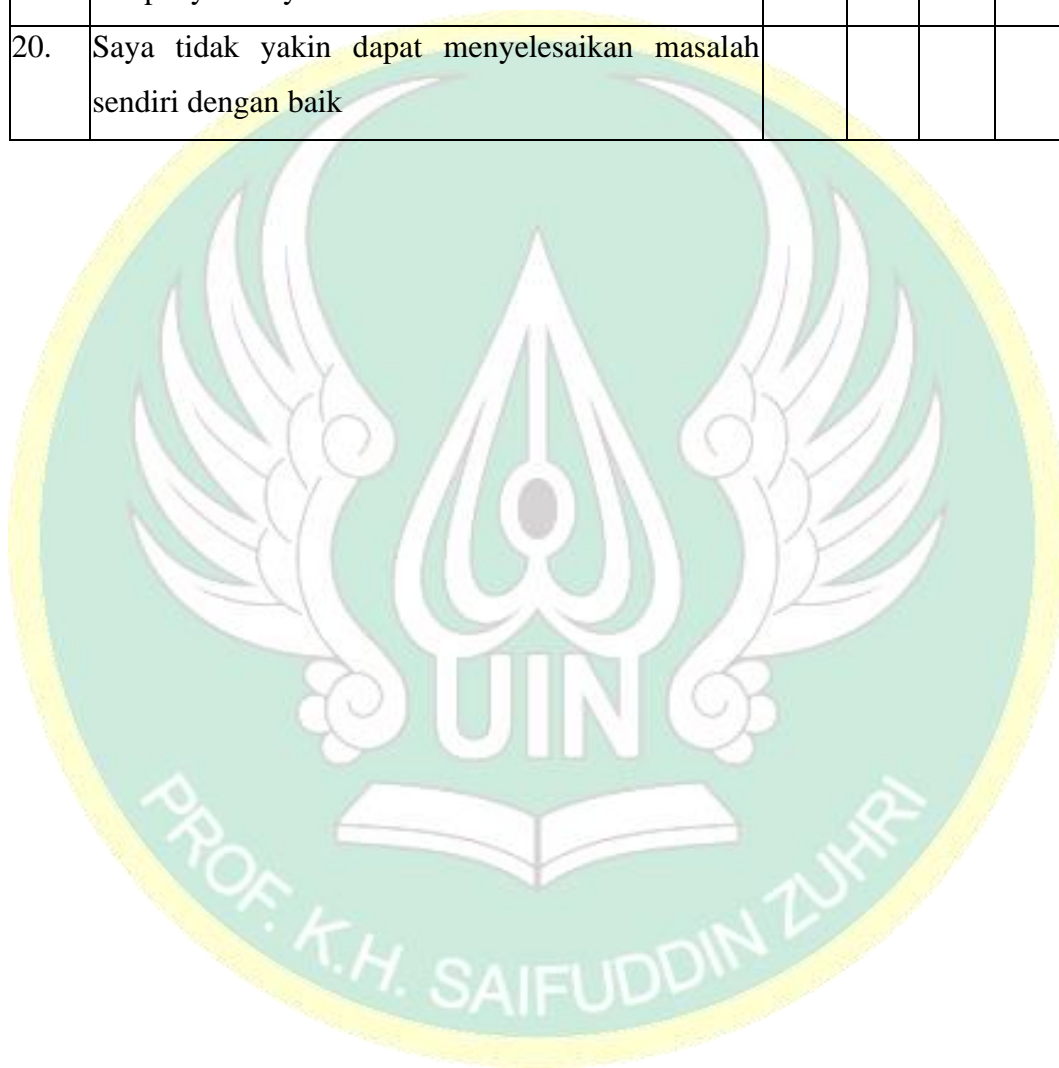 20. Saya tidak yakin dapat menyelesaikan masalah
sendiri dengan baik
UIN
PROF. K.H. SAIFUDDIN ZUHRI